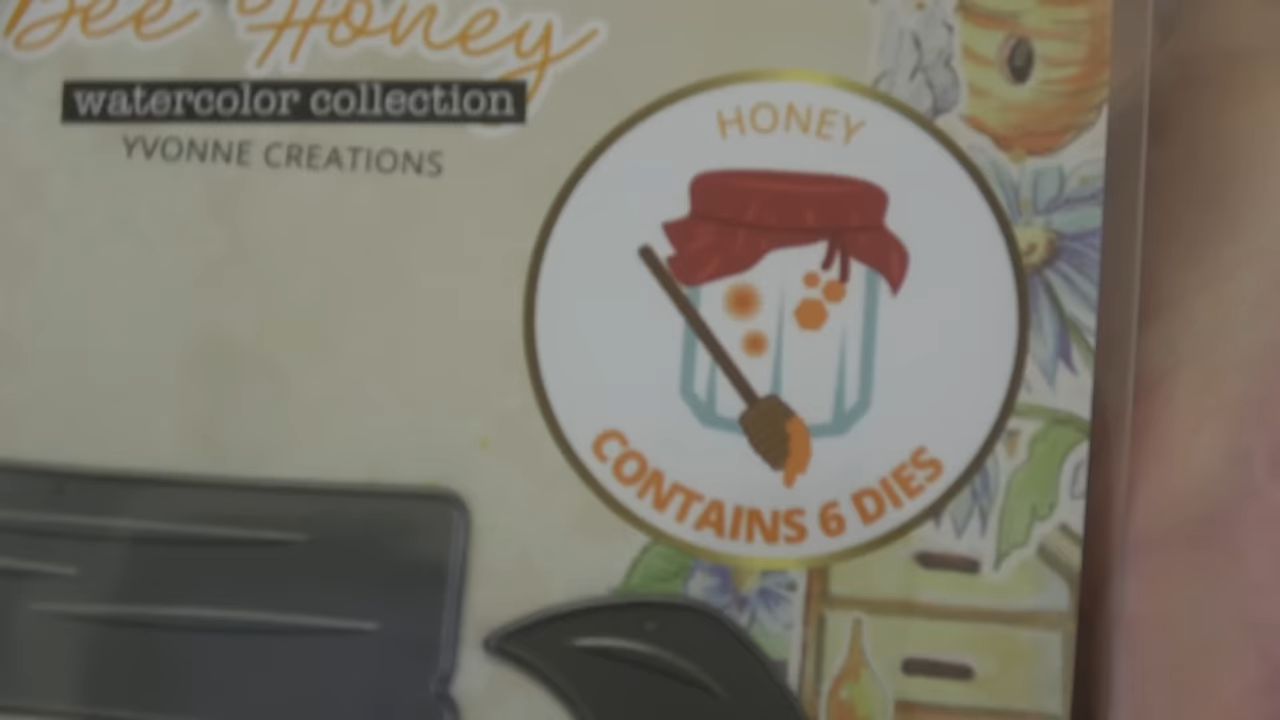 Bee Honey
watercolor collection
YVONNE CREATIONS
HONEY
CONTAINS 6 DIES